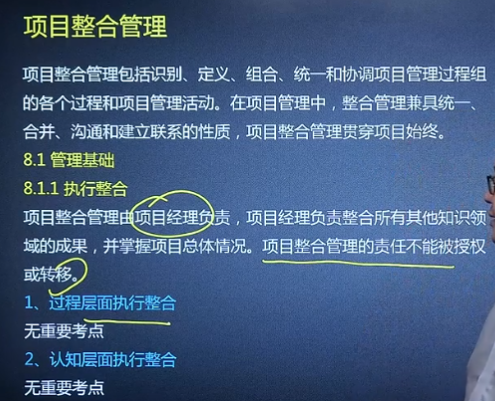 项目整合管理
项目整合管理包括识别、定义、组合、统一和协调项目管理过程组
的各个过程和项目管理活动。在项目管理中，整合管理兼具统一、
合并、沟通和建立联系的性质，项目整合管理贯穿项目始终。
8.1 管理基础
8.1.1 执行整合
项目整合管理由项目经理负责，项目经理负责整合所有其他知识领
域的成果，并掌握项目总体情况。项目整合管理的责任不能被授权
或转移。
1、过程层面执行整合
无重要考点
2、认知层面执行整合
无重要考点